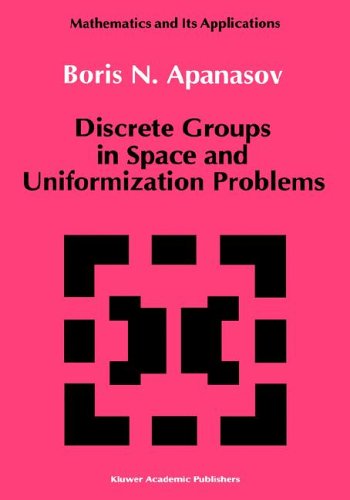 Mathematics and Its Applications
Boris N. Apanasov
Discrete Groups
in Space and
Uniformization Problems
Kluwer Academic Publishers